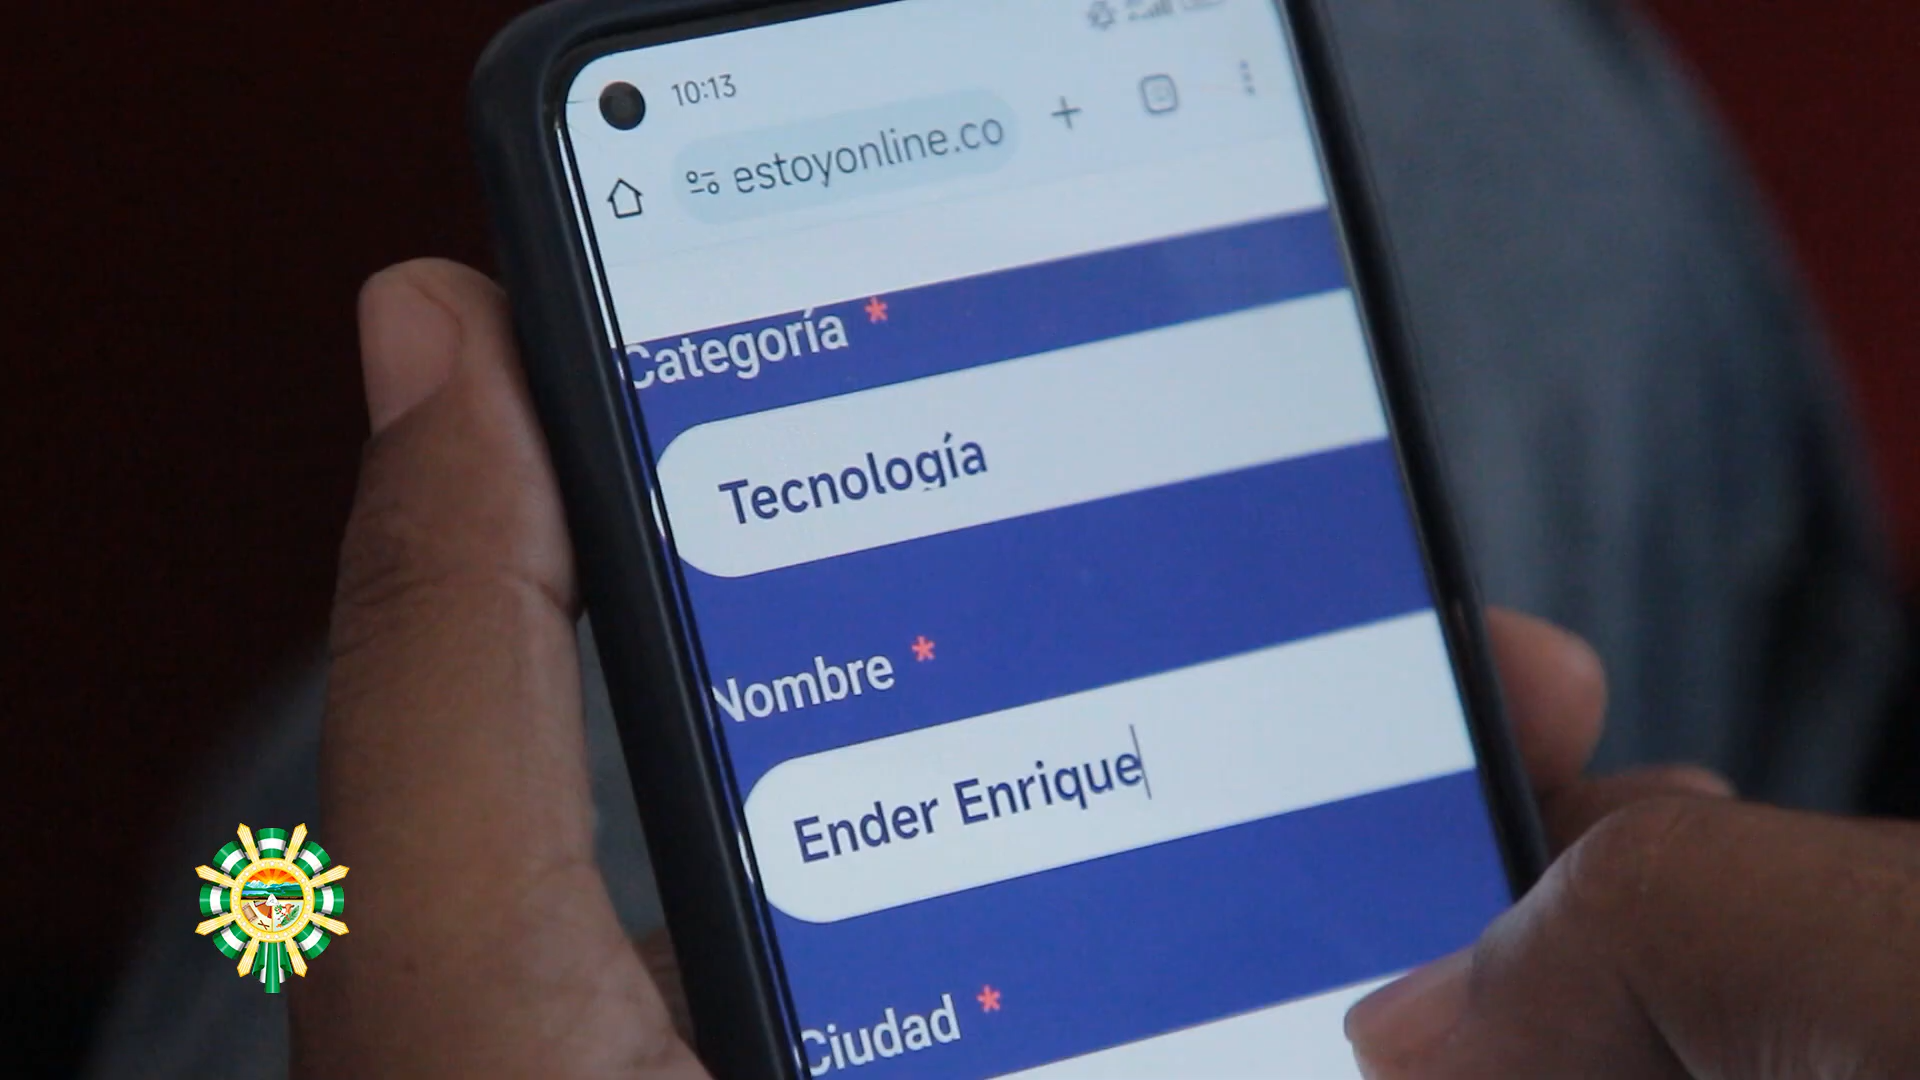 10:13
estoyonline.co
Categoría *
Tecnología
Nombre *
Ender Enrique
Ciudad *